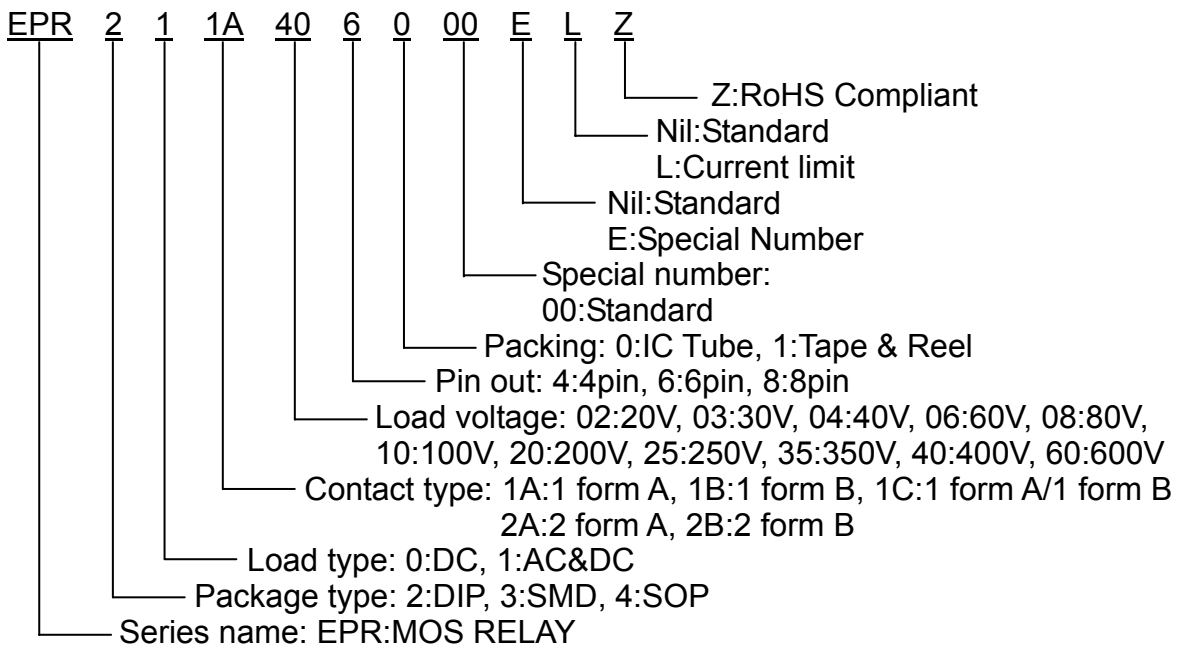 EPR 2 1 1A 40 6 0 00 E L Z
Z:RoHS Compliant
Nil:Standard
L:Current limit
Nil:Standard
E:Special Number
Special number:
00:Standard
Packing: 0:IC Tube, 1:Tape & Reel
Pin out: 4:4pin, 6:6pin, 8:8pin
Load voltage: 02:20V, 03:30V, 04:40V, 06:60V, 08:80V,
10:100V, 20:200V, 25:250V, 35:350V, 40:400V, 60:600V
Contact type: 1A:1 form A, 1B:1 form B, 1C:1 form A/1 form B
2A:2 form A, 2B:2 form B
Load type: 0:DC, 1:AC&DC
Package type: 2:DIP, 3:SMD, 4:SOP
Series name: EPR:MOS RELAY